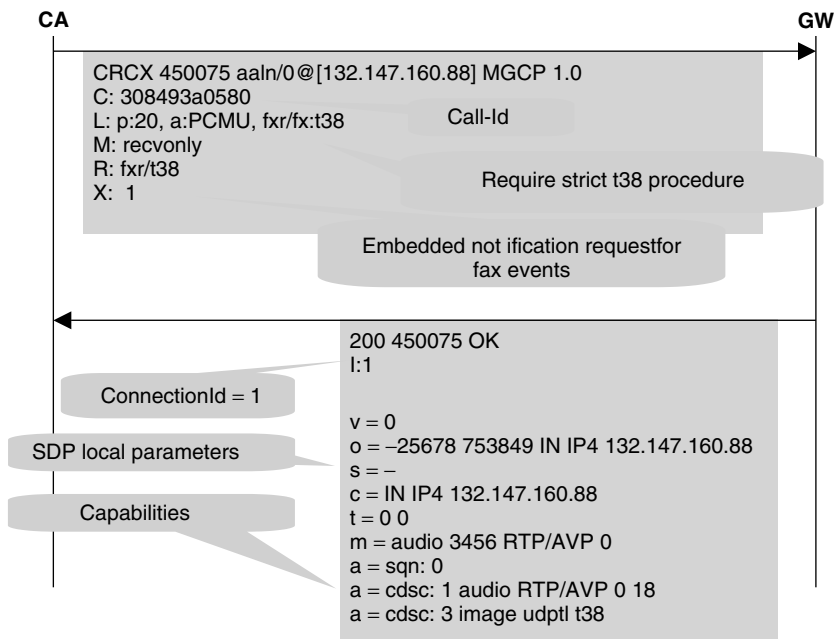 CA
GW
CRCX 450075 aaln/0@[132.147.160.88] MGCP 1.0
C: 308493a0580
L: p:20, a:PCMU, fxr/fx:t38
M: recvonly
R: fxr/t38
X: 1
Call-Id
Require strict t38 procedure
Embedded not ification requestfor
fax events
200 450075 OK
I:1
ConnectionId = 1
v = 0
o = −25678 753849 IN IP4 132.147.160.88
SDP local parameters
s = −
c = IN IP4 132.147.160.88
Capabilities
t = 0 0
m = audio 3456 RTP/AVP 0
a = sqn: 0
a = cdsc: 1 audio RTP/AVP 0 18
a = cdsc: 3 image udptl t38